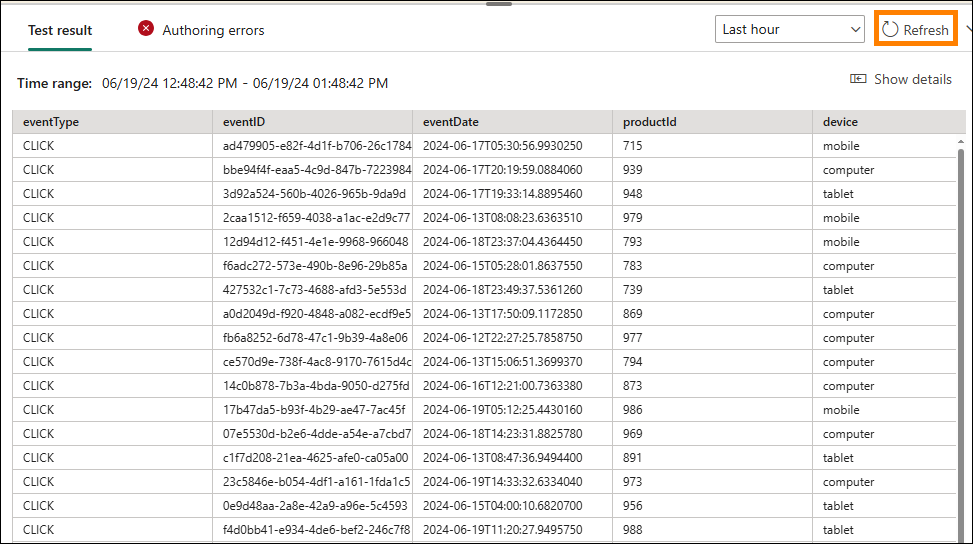 Test result Authoring errors Last hour Refresh
Time range: 06/19/24 12:48:42 PM - 06/19/24 01:48:42 PM Show details
eventType eventID eventDate productId device
CLICK ad479905-e82f-4d1f-b706-26c1784 2024-06-17T05:30:56.9930250 715 mobile
CLICK bbe94f4f-eaa5-4c9d-847b-7223984 2024-06-17T20:19:59.0884060 939 computer
CLICK 3d92a524-560b-4026-965b-9da9d 2024-06-17T19:33:14.8895460 948 tablet
CLICK 2caa1512-f659-4038-a1ac-e2d9c77 2024-06-13T08:08:23.6363510 979 mobile
CLICK 12d94d12-f451-4e1e-9968-966048 2024-06-18T23:37:04.4364450 793 mobile
CLICK f6adc272-573e-490b-8e96-29b85a 2024-06-15T05:28:01.8637550 783 computer
CLICK 427532c1-7c73-4688-afd3-5e553d 2024-06-18T23:49:37.5361260 739 tablet
CLICK a0d2049d-f920-4848-a082-ecdf9e5 2024-06-13T17:50:09.1172850 869 computer
CLICK fb6a8252-6d78-47c1-9b39-4a8e06 2024-06-12T22:27:25.7858750 977 computer
CLICK ce570d9e-738f-4ac8-9170-7615d4c 2024-06-13T15:06:51.3699370 794 computer
CLICK 14c0b878-7b3a-4bda-9050-d275fd 2024-06-16T12:21:00.7363380 873 computer
CLICK 17b47da5-b93f-4b29-ae47-7ac45f 2024-06-19T05:12:25.4430160 986 mobile
CLICK 07e5530d-b2e6-4dde-a54e-a7cbd7 2024-06-18T14:23:31.8825780 969 computer
CLICK c1f7d208-21ea-4625-afe0-ca05a00 2024-06-13T08:47:36.9494400 891 tablet
CLICK 23c5846e-b054-4df1-a161-1fda1c5 2024-06-19T14:33:32.6334040 973 computer
CLICK 0e9d48aa-2a8e-42a9-a96e-5c4593 2024-06-15T04:00:10.6820700 956 tablet
CLICK f4d0bb41-e934-4de6-bef2-246c7f8 2024-06-19T11:20:27.9495750 988 tablet